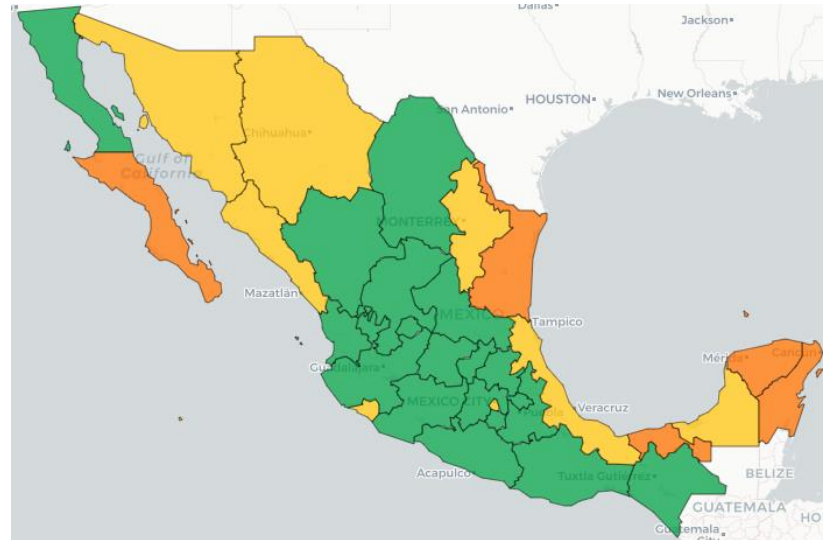 Dallas
Jackson
San Antonio
HOUSTON
New Orleans
Chihuahua
Gulf of
California
MONTERREY
Mazatlán
MEXICO
Tampico
Guadalajara
MEXICO CITY
Puebla
Veracruz
Mérida
Cancún
Acapulco
Tuxtla Gutiérrez
BELIZE
GUATEMALA
HO
Guatemala
City